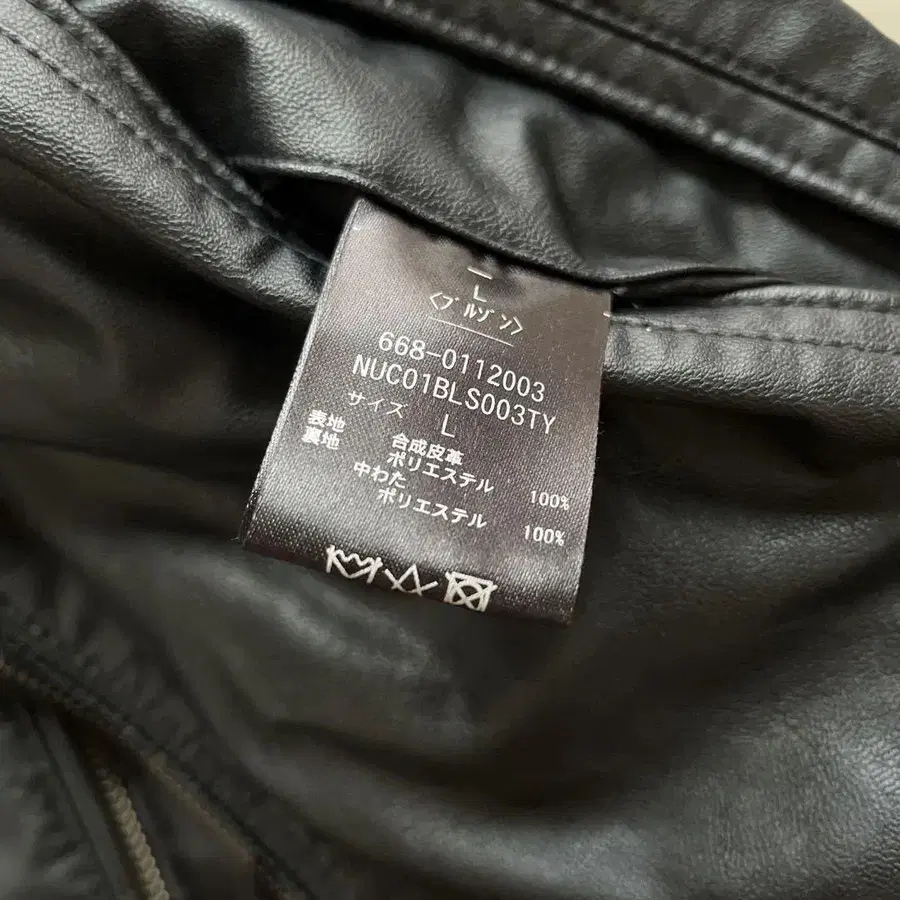 L
〈ブルゾン〉
668-0112003
NUC01BLS003TY
サイズ L
表地 合成皮革
裏地 ポリエステル 100%
中わた
ポリエステル 100%